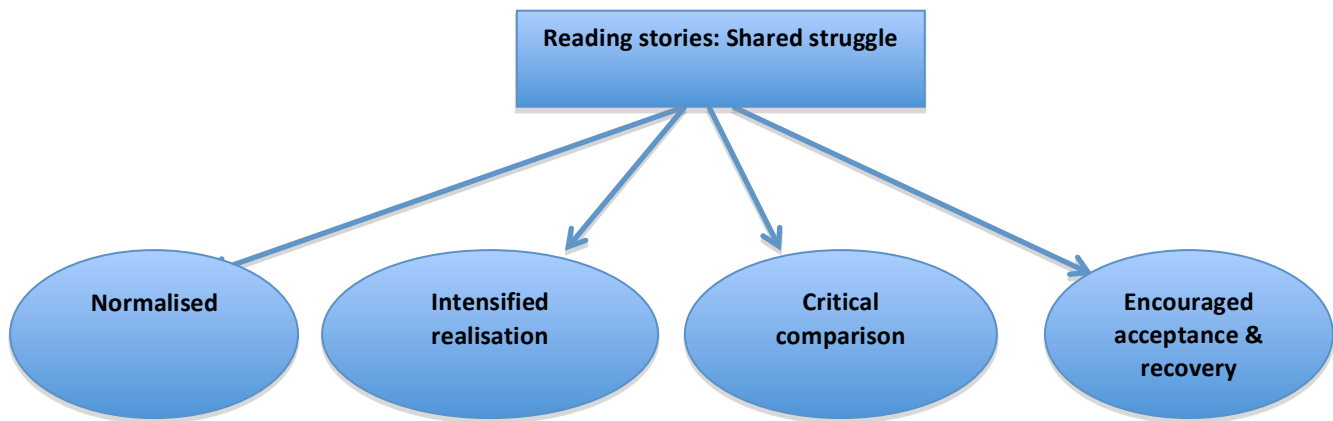 Reading stories: Shared struggle
Normalised
Intensified
realisation
Critical
comparison
Encouraged
acceptance &
recovery